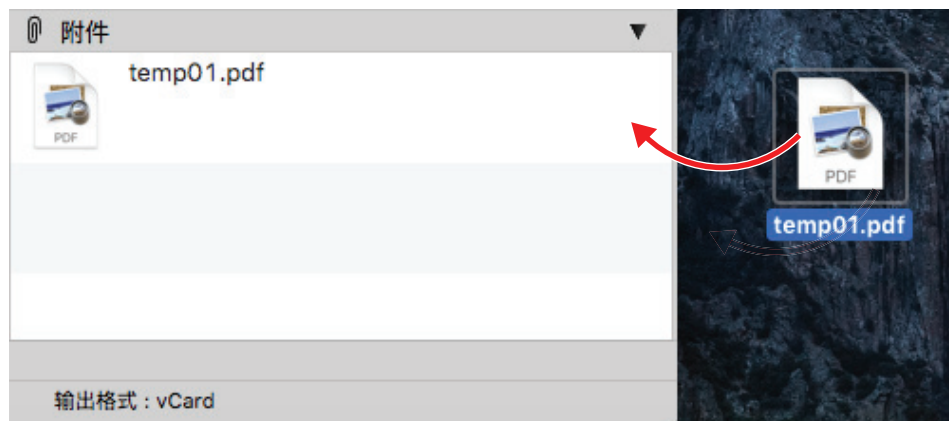 附件
temp01.pdf
PDF
PDF
temp01.pdf
输出格式 : vCard